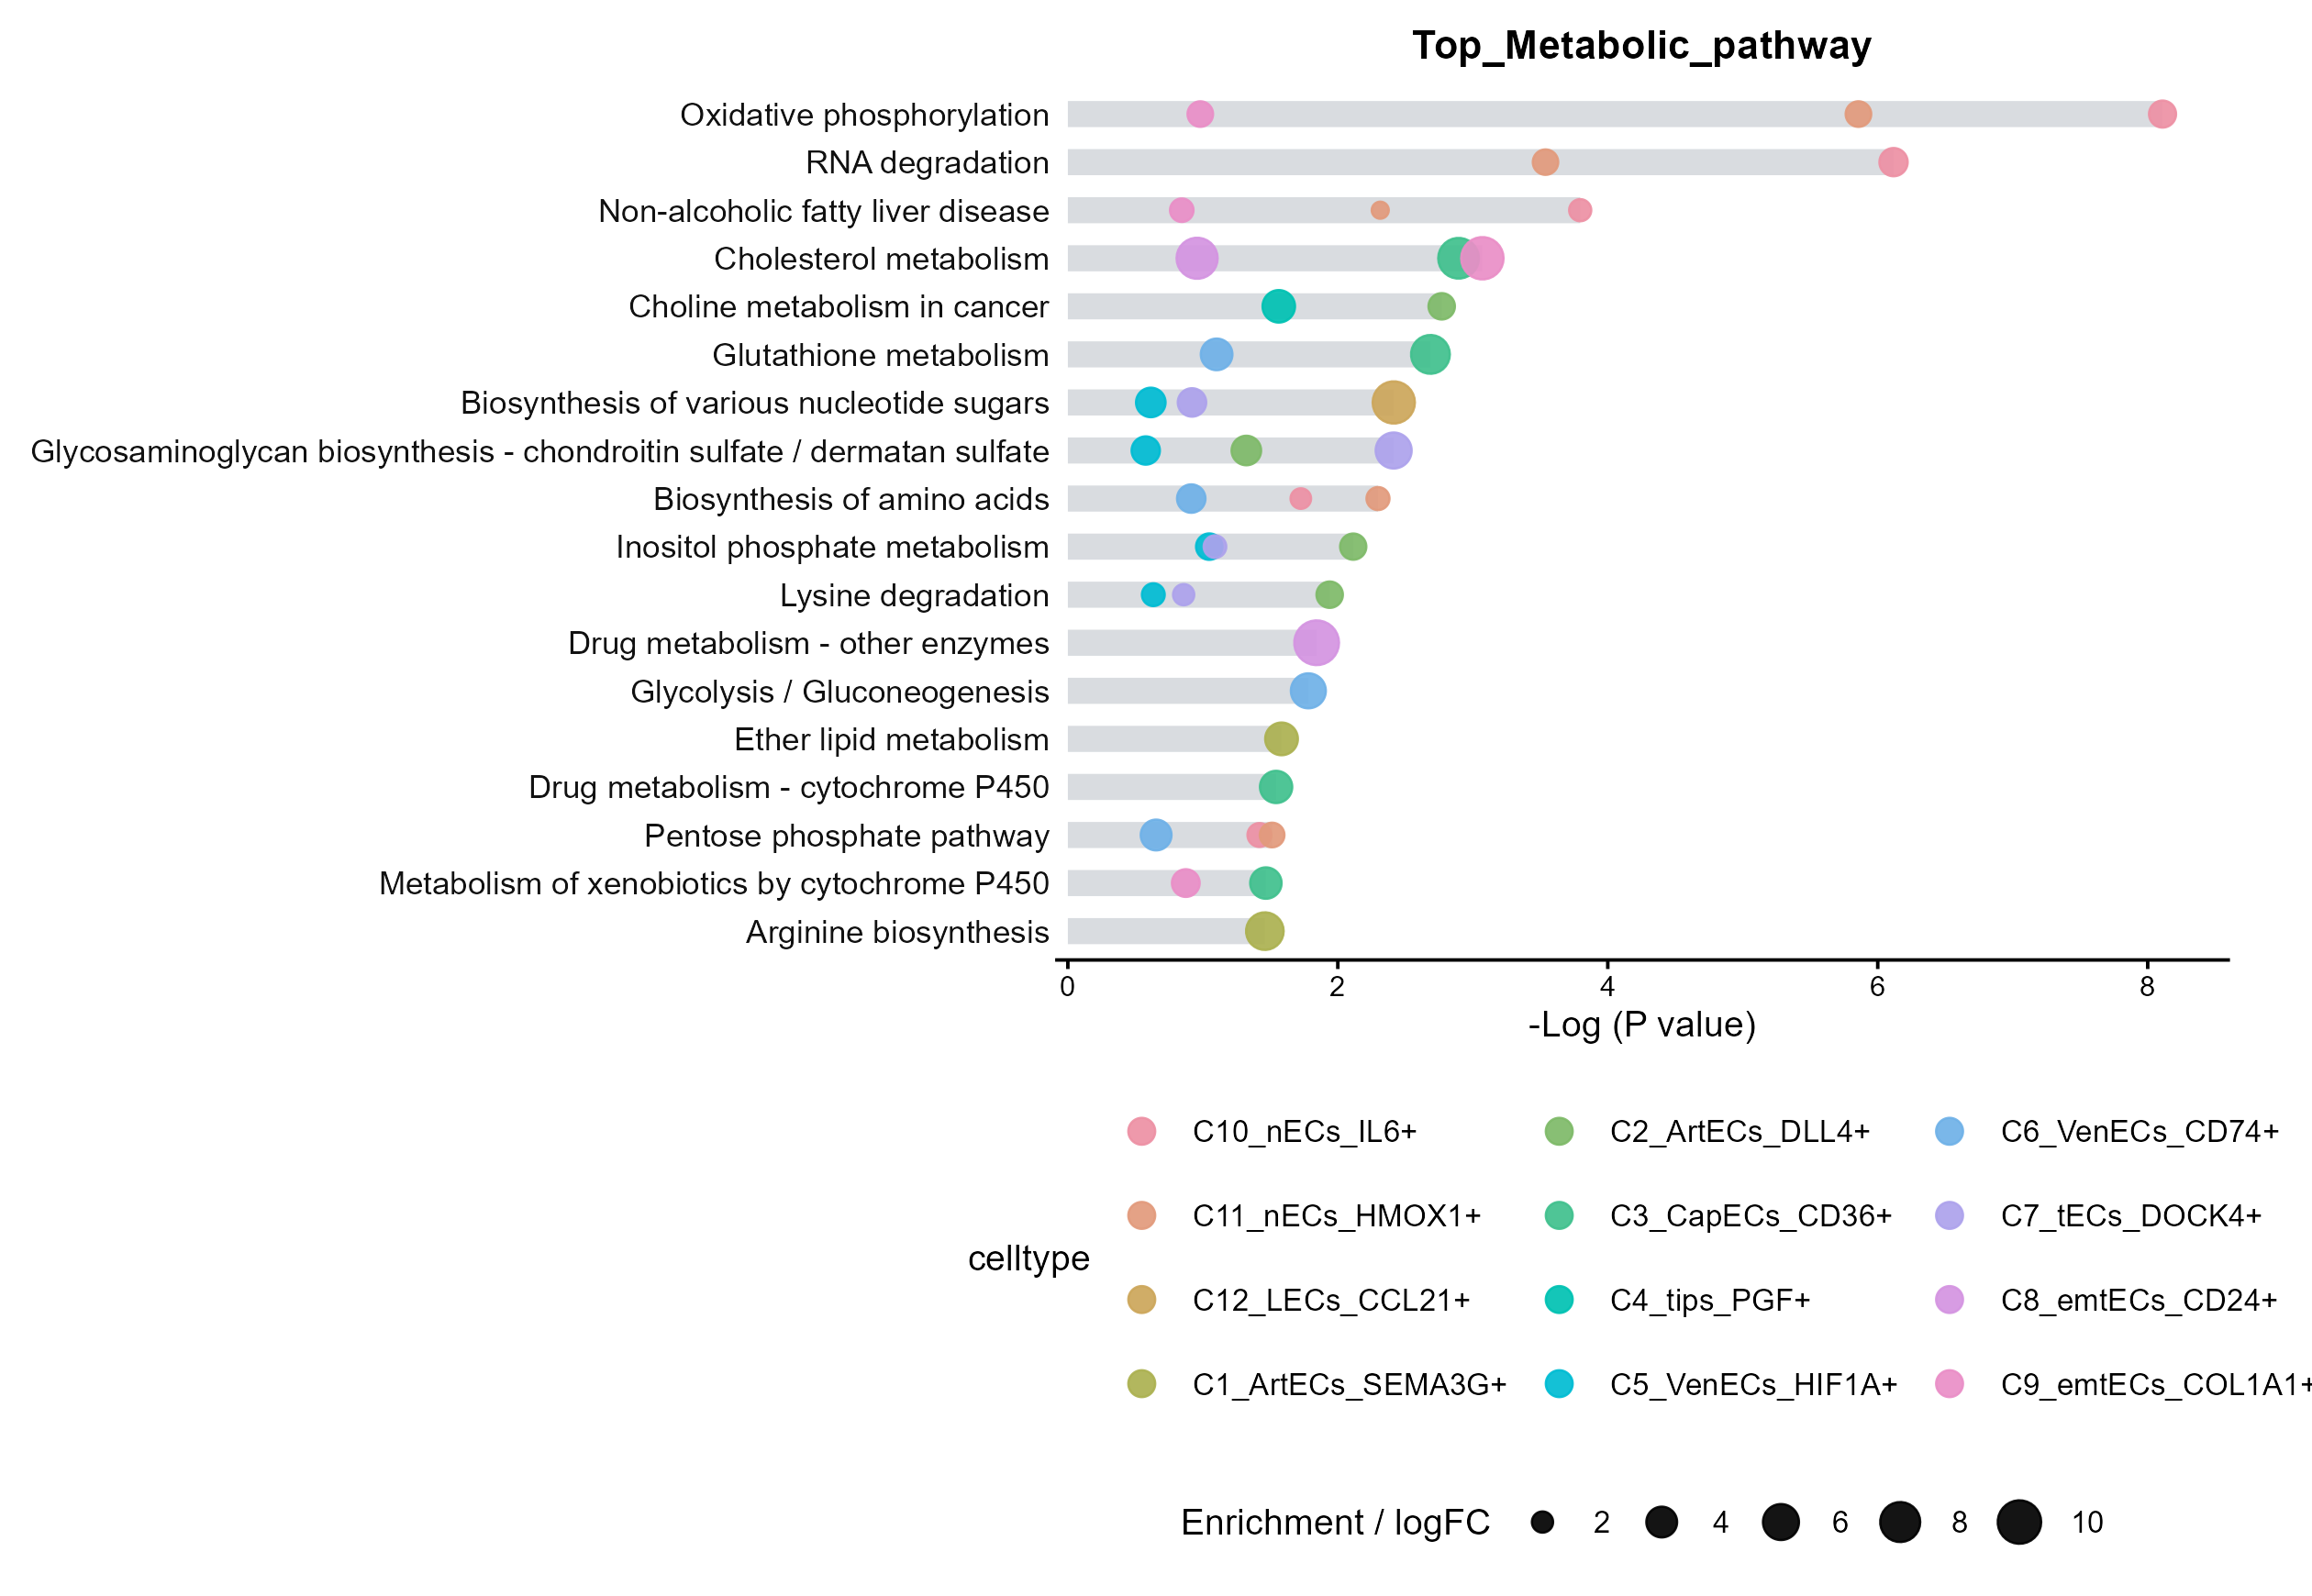 Top_Metabolic_pathway
Oxidative phosphorylation
RNA degradation
Non-alcoholic fatty liver disease
Cholesterol metabolism
Choline metabolism in cancer
Glutathione metabolism
Biosynthesis of various nucleotide sugars
Glycosaminoglycan biosynthesis - chondroitin sulfate / dermatan sulfate
Biosynthesis of amino acids
Inositol phosphate metabolism
Lysine degradation
Drug metabolism - other enzymes
Glycolysis / Gluconeogenesis
Ether lipid metabolism
Drug metabolism - cytochrome P450
Pentose phosphate pathway
Metabolism of xenobiotics by cytochrome P450
Arginine biosynthesis
0 2 4 6 8
-Log (P value)
celltype
C10_nECs_IL6+ C2_ArtECs_DLL4+ C6_VenECs_CD74+
C11_nECs_HMOX1+ C3_CapECs_CD36+ C7_tECs_DOCK4+
C12_LECs_CCL21+ C4_tips_PGF+ C8_emtECs_CD24+
C1_ArtECs_SEMA3G+ C5_VenECs_HIF1A+ C9_emtECs_COL1A1+
Enrichment / logFC 2 4 6 8 10